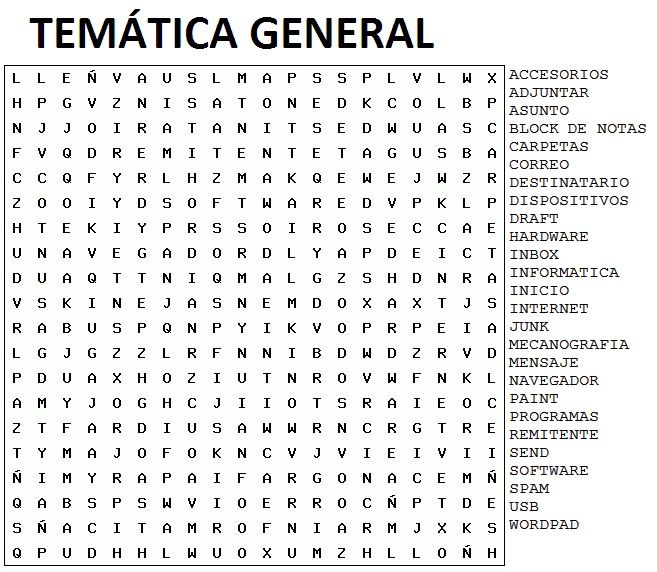 TEMÁTICA GENERAL
L L E Ñ V A U S L M A P S S P L V L W X
H P G V Z N I S A T O N E D K C O L B P
N J J O I R A T A N I T S E D W U A S C
F V Q D R E M I T E N T E T A G U S B A
C C Q F Y R L H Z M A K Q E W E J W Z R
Z O O I Y D S O F T W A R E D V P K L P
H T E K I Y P R S S O I R O S E C C A E
U N A V E G A D O R D L Y A P D E I C T
D U A Q T T N I Q M A L G Z S H D N R A
V S K I N E J A S N E M D O X A X T J S
R A B U S P Q N P Y I K V O P R P E I A
L G J G Z Z L R F N N I B D W D Z R V D
P D U A X H O Z I U T N R O V W F N K L
A M Y J O G H C J I I O T S R A I E O C
Z T F A R D I U S A W W R N C R G T R E
T Y M A J O F O K N C V J V I E I V I I
Ñ I M Y R A P A I F A R G O N A C E M Ñ
Q A B S P S W V I O E R R O C Ñ P T D E
S Ñ A C I T A M R O F N I A R M J X K S
Q P U D H H L W U O X U M Z H L L O Ñ H
ACCESORIOS
ADJUNTAR
ASUNTO
BLOCK DE NOTAS
CARPETAS
CORREO
DESTINATARIO
DISPOSITIVOS
DRAFT
HARDWARE
INBOX
INFORMATICA
INICIO
INTERNET
JUNK
MECANOGRAFIA
MENSAJE
NAVEGADOR
PAINT
PROGRAMAS
REMITENTE
SEND
SOFTWARE
SPAM
USB
WORDPAD